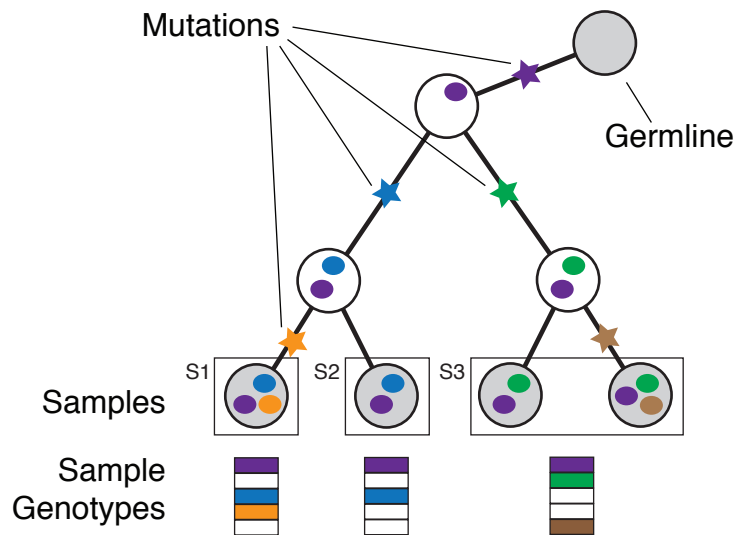 Mutations
Germline
S1
S2
S3
Samples
Sample
Genotypes